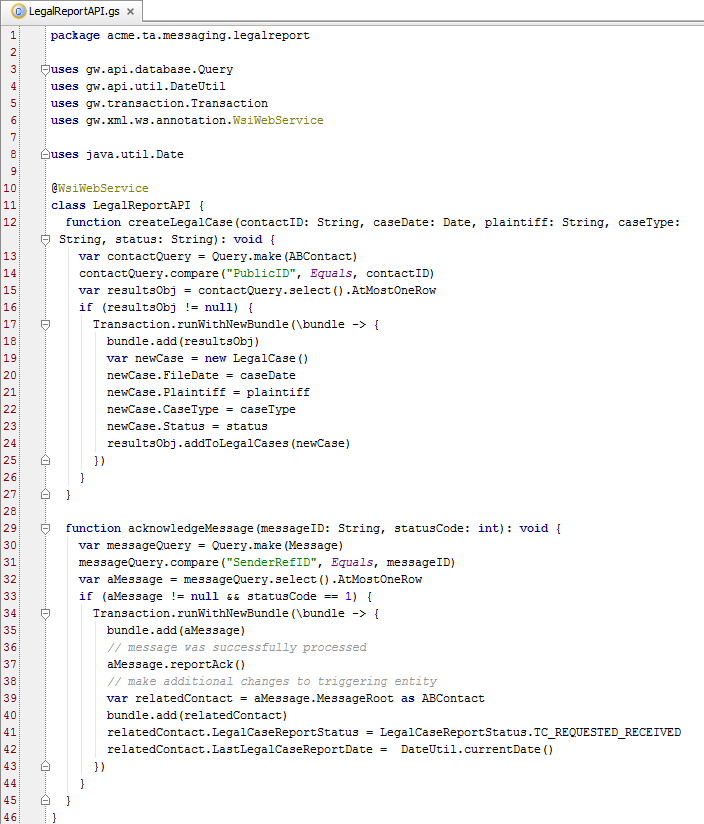 LegalReportAPI.gs ×
1 package acme.ta.messaging.legalreport
2
3 uses gw.api.database.Query
4 uses gw.api.util.DateUtil
5 uses gw.transaction.Transaction
6 uses gw.xml.ws.annotation.WsiWebService
7
8 uses java.util.Date
9
10 @WsiWebService
11 class LegalReportAPI {
12 function createLegalCase(contactID: String, caseDate: Date, plaintiff: String, caseType:
String, status: String): void {
13 var contactQuery = Query.make(ABContact)
14 contactQuery.compare("PublicID", Equals, contactID)
15 var resultsObj = contactQuery.select().AtMostOneRow
16 if (resultsObj != null) {
17 Transaction.runWithNewBundle(\bundle -> {
18 bundle.add(resultsObj)
19 var newCase = new LegalCase()
20 newCase.FileDate = caseDate
21 newCase.Plaintiff = plaintiff
22 newCase.CaseType = caseType
23 newCase.Status = status
24 resultsObj.addToLegalCases(newCase)
25 })
26 }
27 }
28
29 function acknowledgeMessage(messageID: String, statusCode: int): void {
30 var messageQuery = Query.make(Message)
31 messageQuery.compare("SenderRefID", Equals, messageID)
32 var aMessage = messageQuery.select().AtMostOneRow
33 if (aMessage != null && statusCode == 1) {
34 Transaction.runWithNewBundle(\bundle -> {
35 bundle.add(aMessage)
36 // message was successfully processed
37 aMessage.reportAck()
38 // make additional changes to triggering entity
39 var relatedContact = aMessage.MessageRoot as ABContact
40 bundle.add(relatedContact)
41 relatedContact.LegalCaseReportStatus = LegalCaseReportStatus.TC_REQUESTED_RECEIVED
42 relatedContact.LastLegalCaseReportDate =  DateUtil.currentDate()
43 })
44 }
45 }
46 }